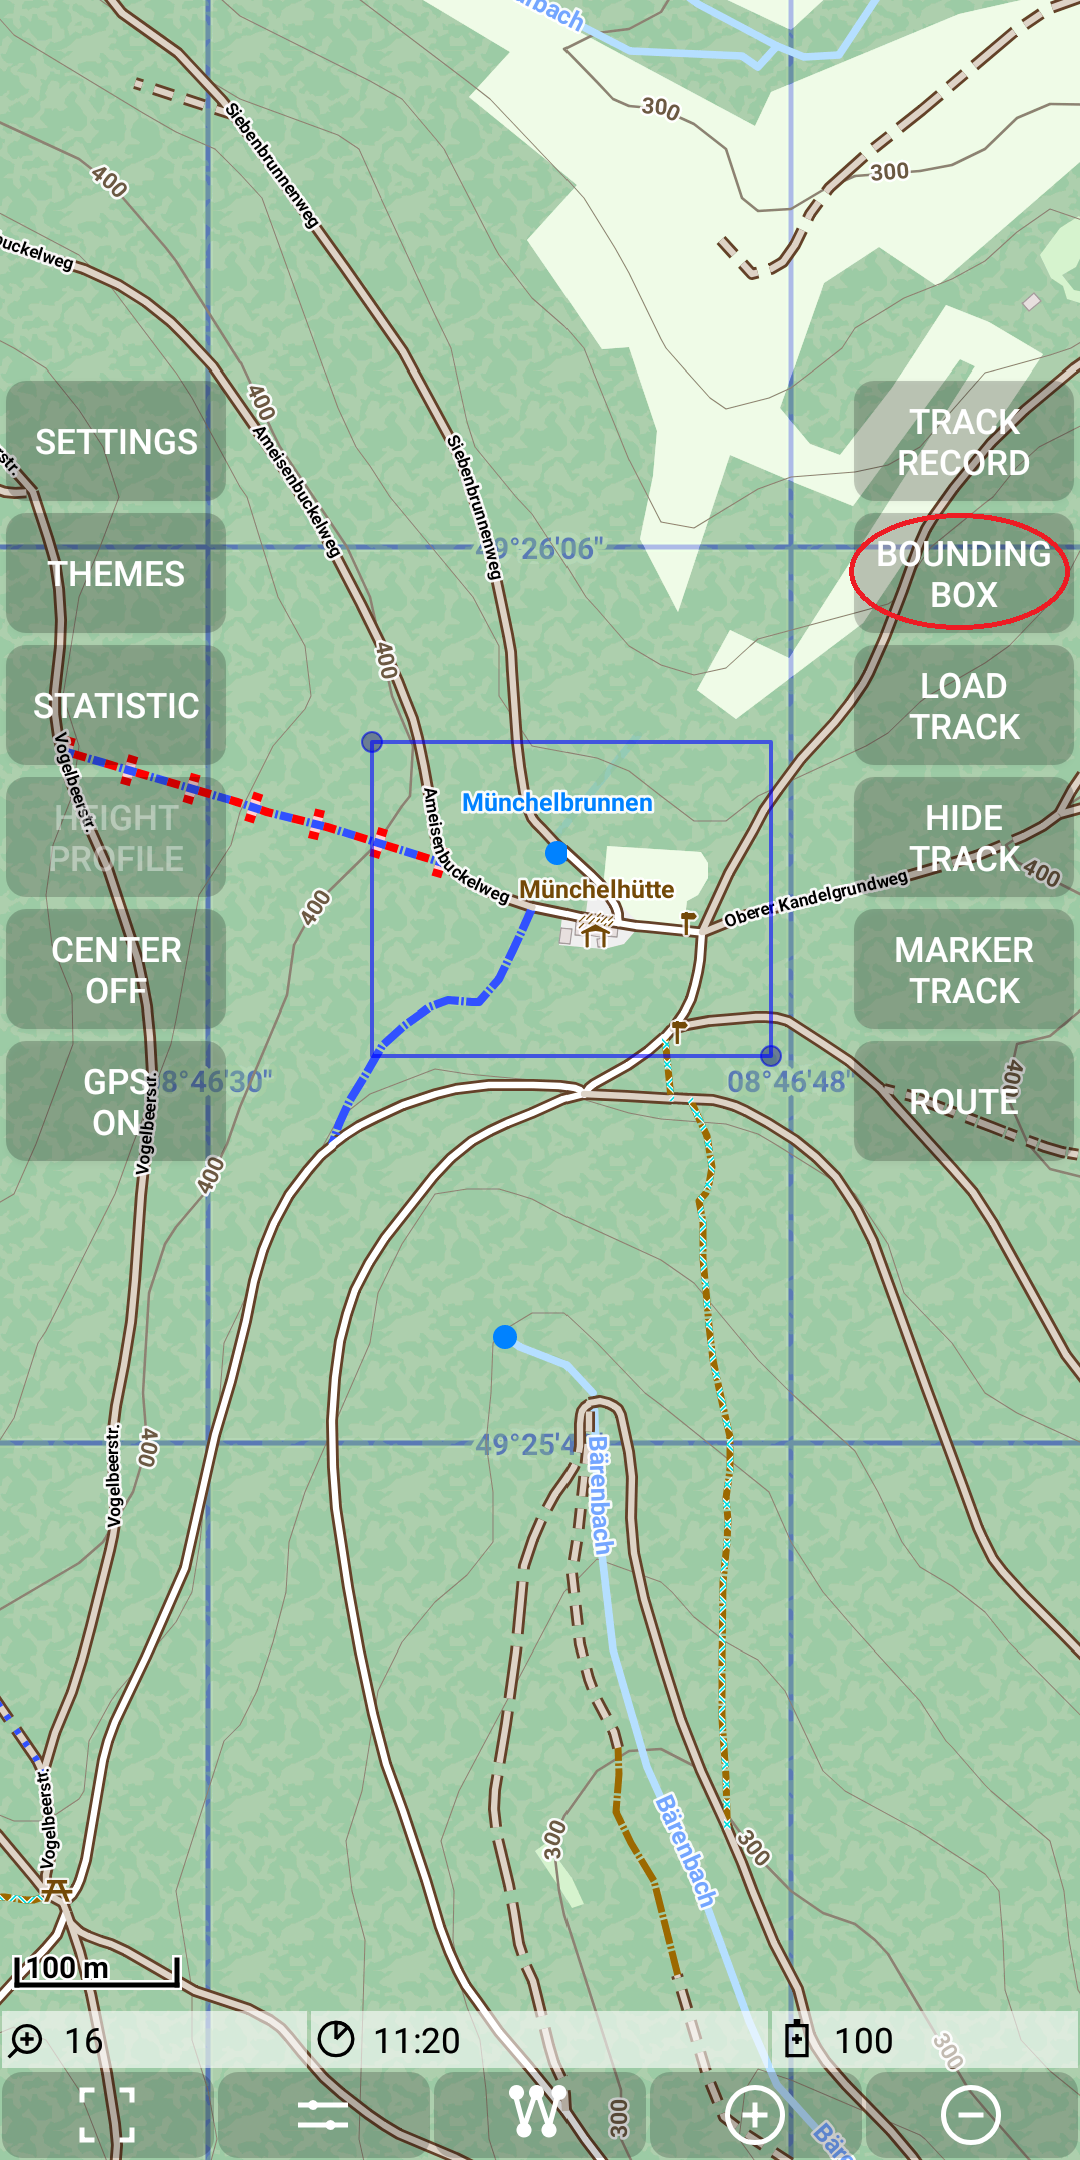 300
300
Siebenbrunnenweg
400
buckelweg
400
SETTINGS
TRACK
RECORD
Ameisenbuckelweg
Siebenbrunnenweg
str.
49°26'06"
THEMES
BOUNDING
BOX
400
STATISTIC
LOAD
TRACK
Vogelbeerstr.
Münchelbrunnen
HEIGHT
PROFILE
HIDE
TRACK
Ameisenbuckelweg
Münchelhütte
Oberer Kandelgrundweg
400
400
CENTER
OFF
MARKER
TRACK
8°46'30"
08°46'48"
GPS
ON
400
ROUTE
Vogelbeerstr.
400
Vogelbeerstr.
400
49°25'4
Bärenbach
Vogelbeerstr.
300
Bärenbach
300
100 m
16
11:20
100
300
300
Bär